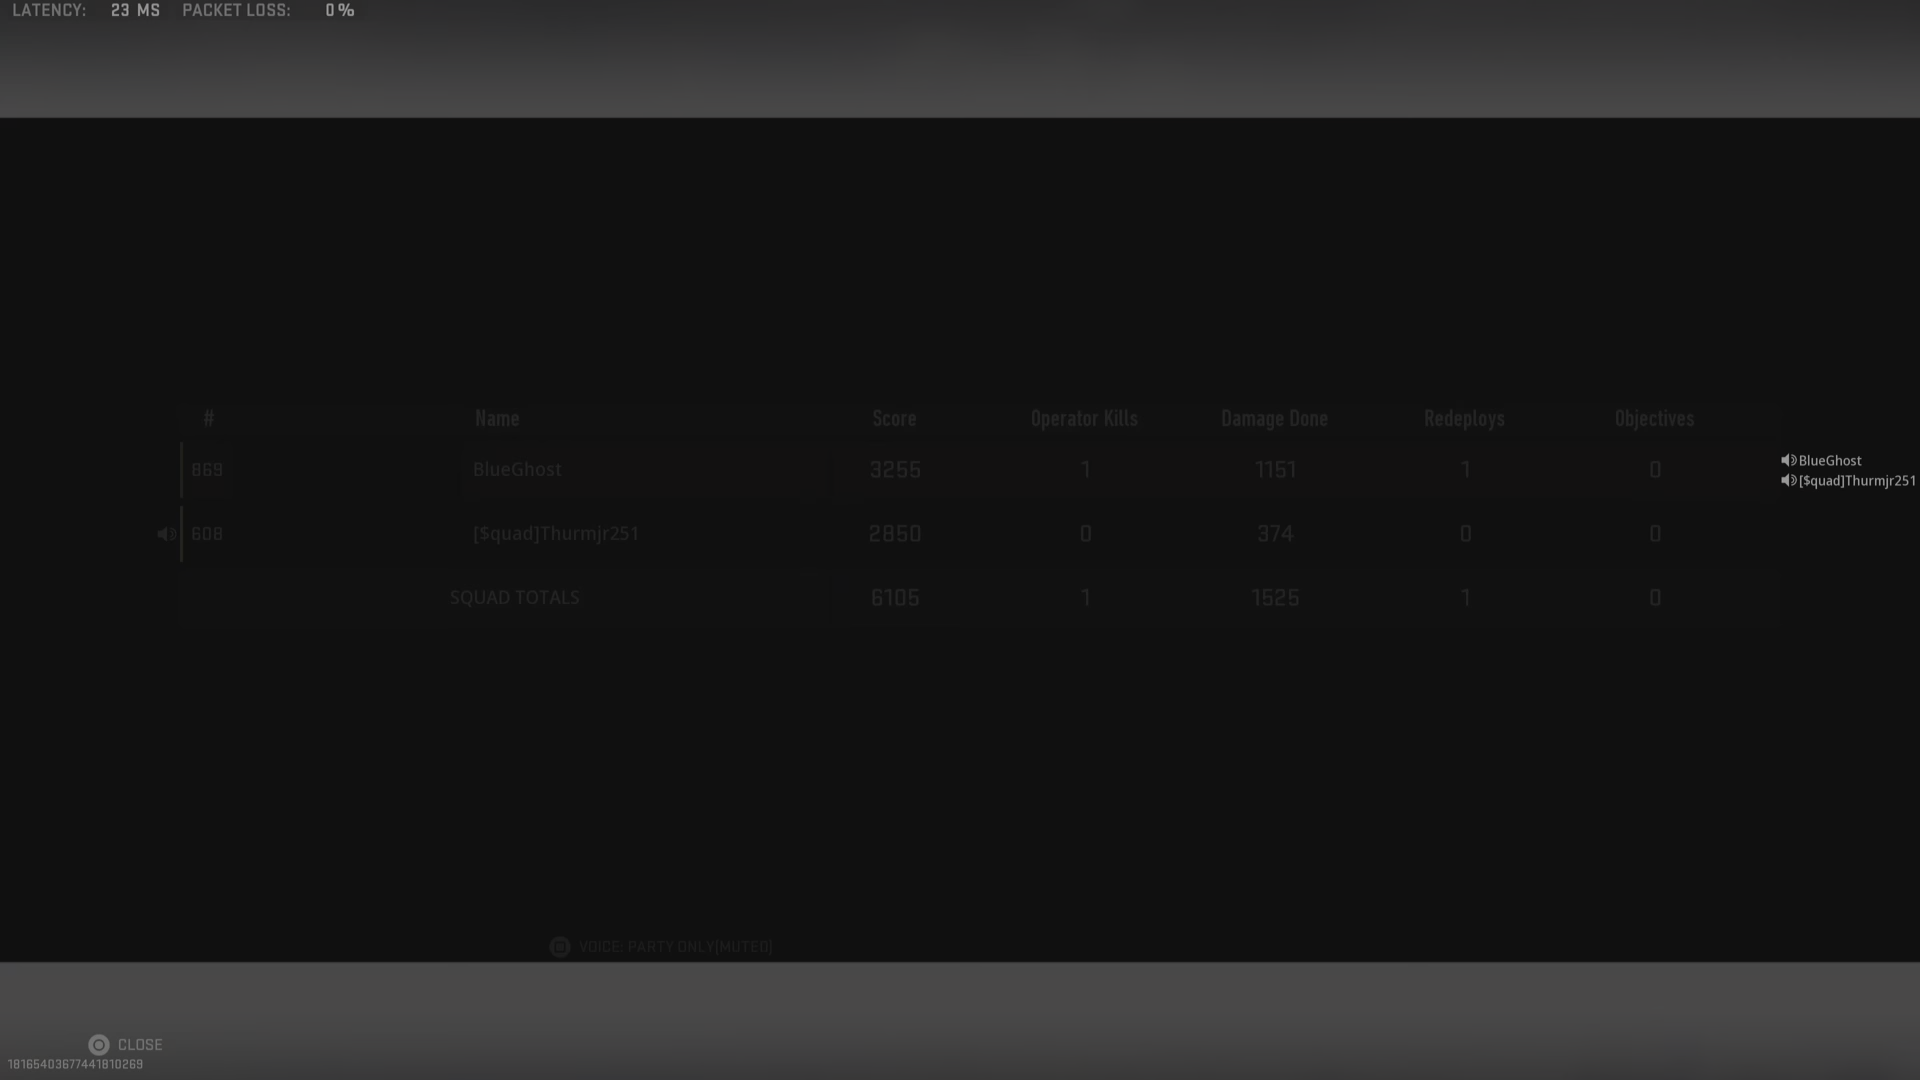 LATENCY: 23 MS PACKET LOSS: 0%
# Name Score Operator Kills Damage Done Redeploys Objectives
869 BlueGhost 3255 1 1151 1 0
608 [$quad]Thurmjr251 2850 0 374 0 0
SQUAD TOTALS 6105 1 1525 1 0
BlueGhost
[$quad]Thurmjr251
VOICE: PARTY ONLY(MUTED)
CLOSE
18165403677441810269